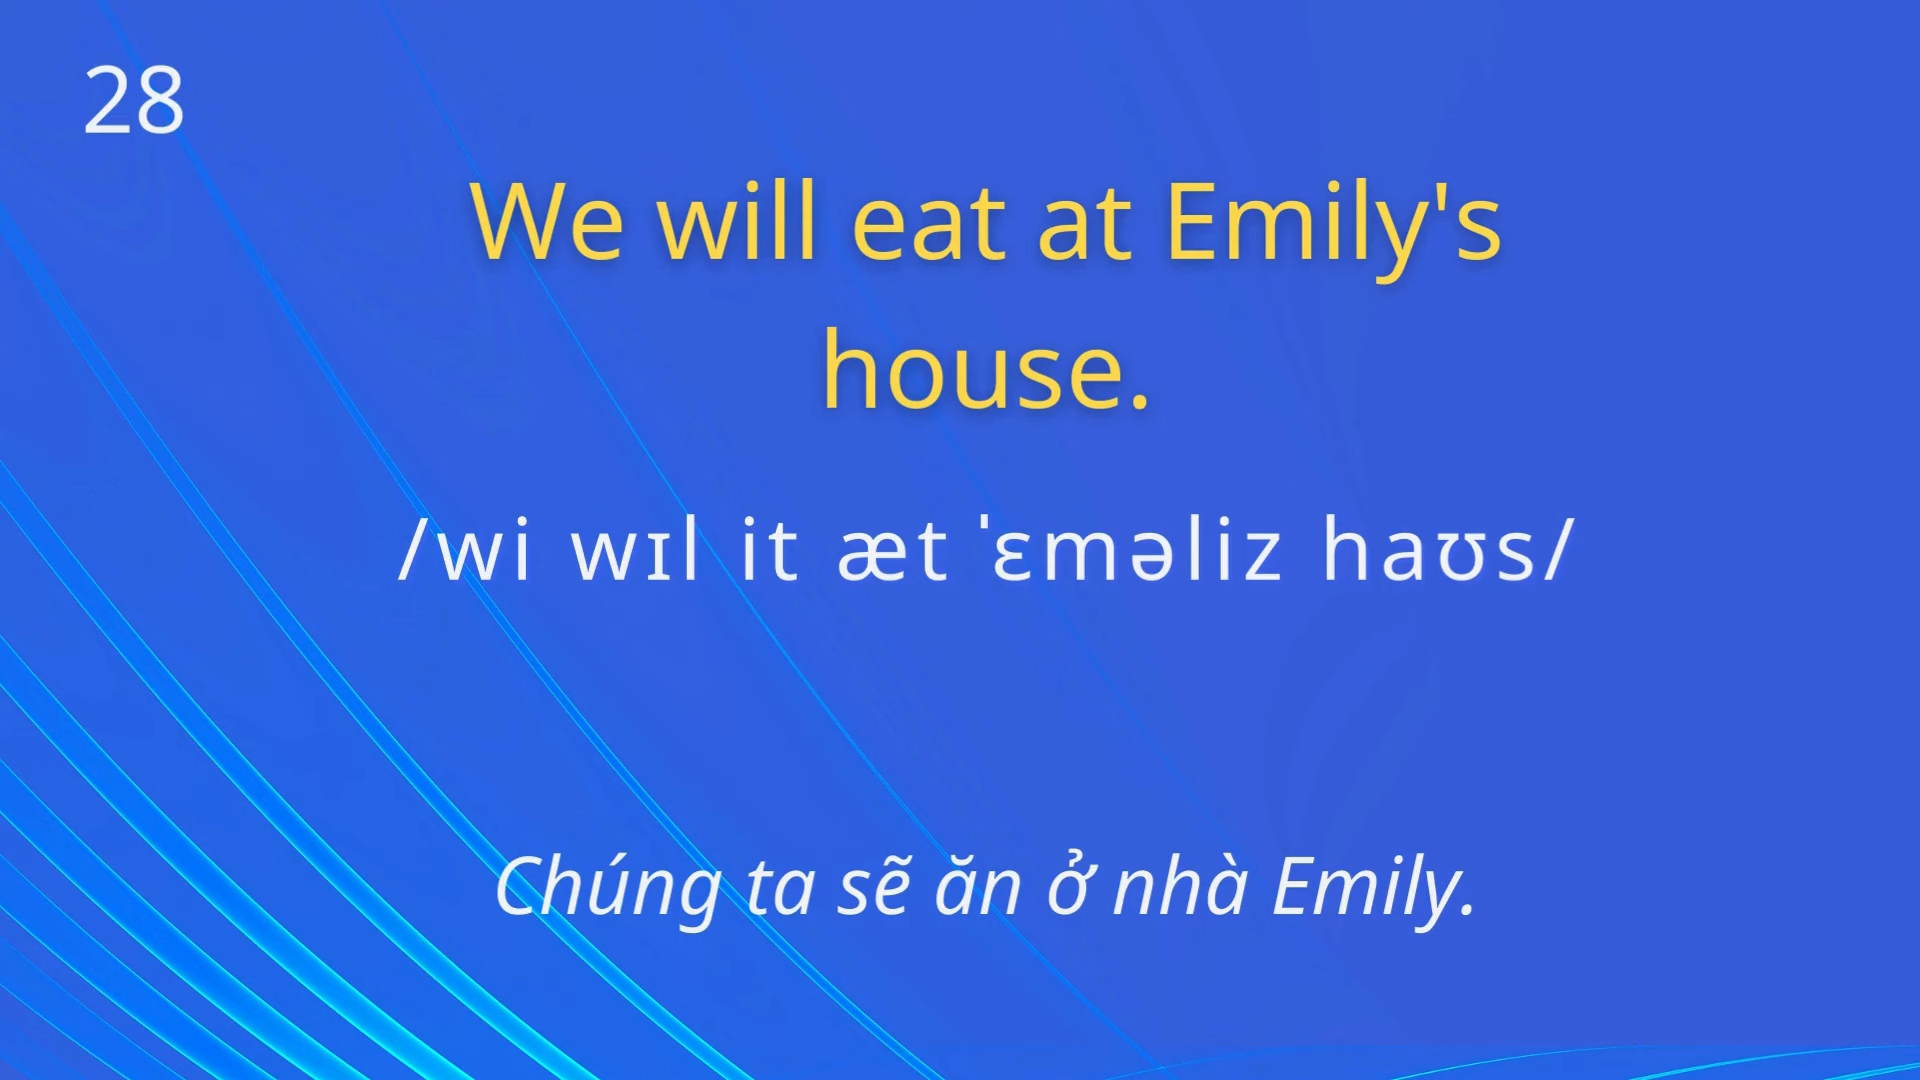 28
We will eat at Emily's
house.
/wi wɪl it æt ˈɛməliz haʊs/
Chúng ta sẽ ăn ở nhà Emily.